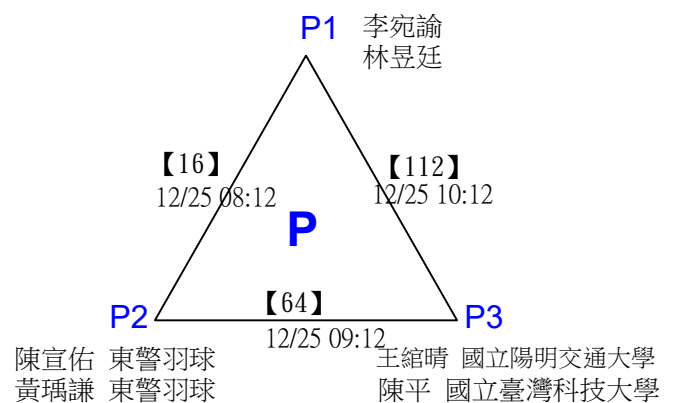 P1 李宛諭
林昱廷
【16】 【112】
12/25 08:12 12/25 10:12
P
【64】
P2 P3
12/25 09:12
陳宣佑 東警羽球 王綰晴 國立陽明交通大學
黃瑀謙 東警羽球 陳平 國立臺灣科技大學